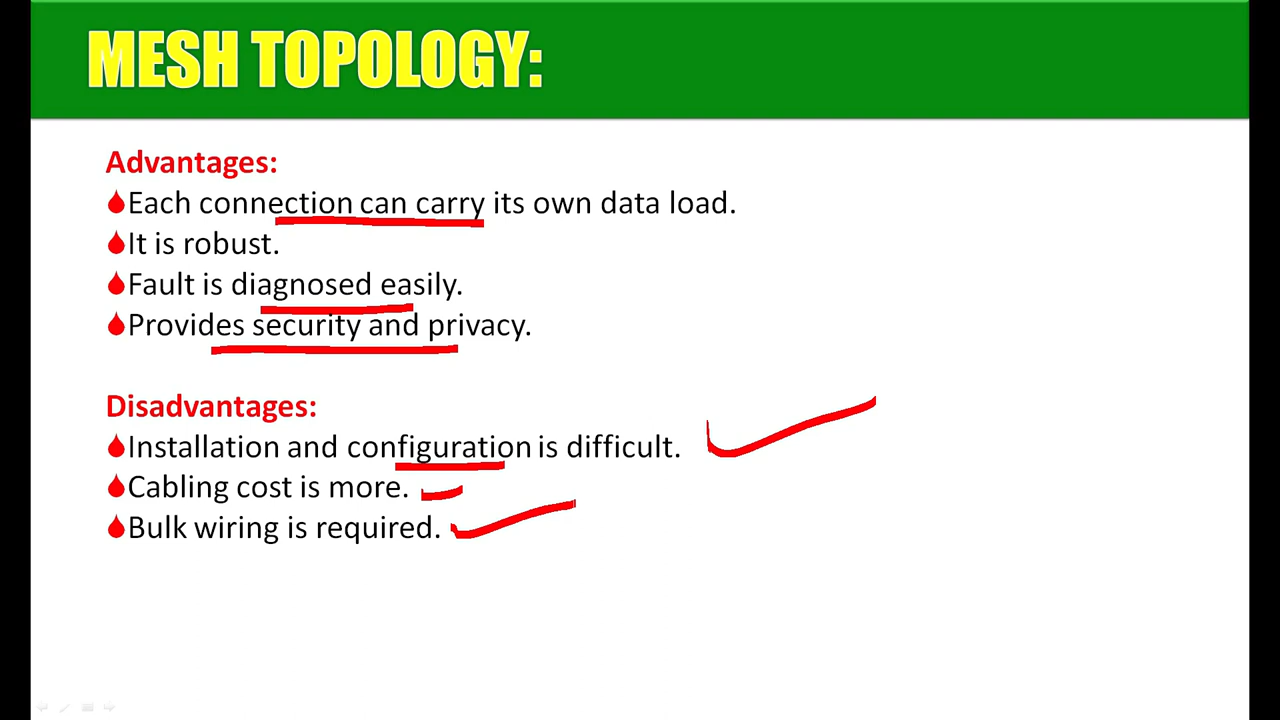 MESH TOPOLOGY:
Advantages:
Each connection can carry its own data load.
It is robust.
Fault is diagnosed easily.
Provides security and privacy.
Disadvantages:
Installation and configuration is difficult.
Cabling cost is more.
Bulk wiring is required.